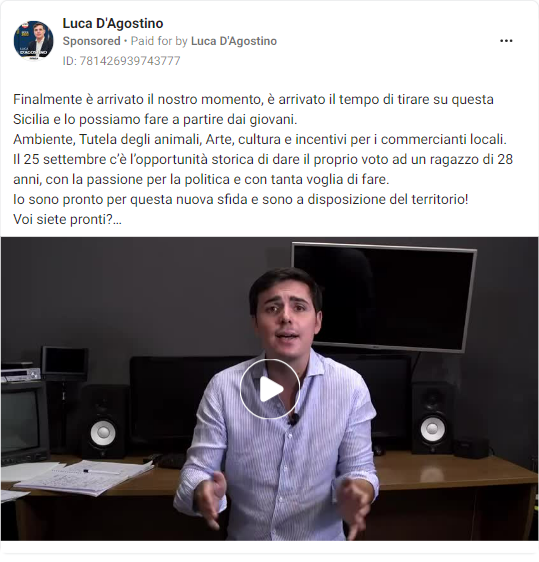 Luca D'Agostino
Sponsored • Paid for by Luca D'Agostino
ID: 781426939743777
Finalmente è arrivato il nostro momento, è arrivato il tempo di tirare su questa
Sicilia e lo possiamo fare a partire dai giovani.
Ambiente, Tutela degli animali, Arte, cultura e incentivi per i commercianti locali.
Il 25 settembre c'è l'opportunità storica di dare il proprio voto ad un ragazzo di 28
anni, con la passione per la politica e con tanta voglia di fare.
Io sono pronto per questa nuova sfida e sono a disposizione del territorio!
Voi siete pronti?…